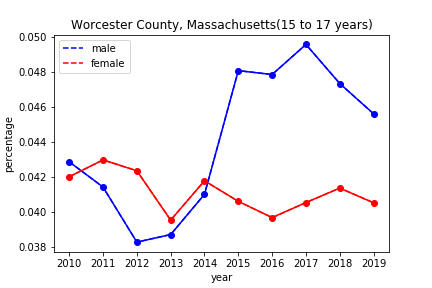 Worcester County, Massachusetts(15 to 17 years)
0.050
0.048
0.046
0.044
0.042
0.040
0.038
percentage
male
female
2010 2011 2012 2013 2014 2015 2016 2017 2018 2019
year